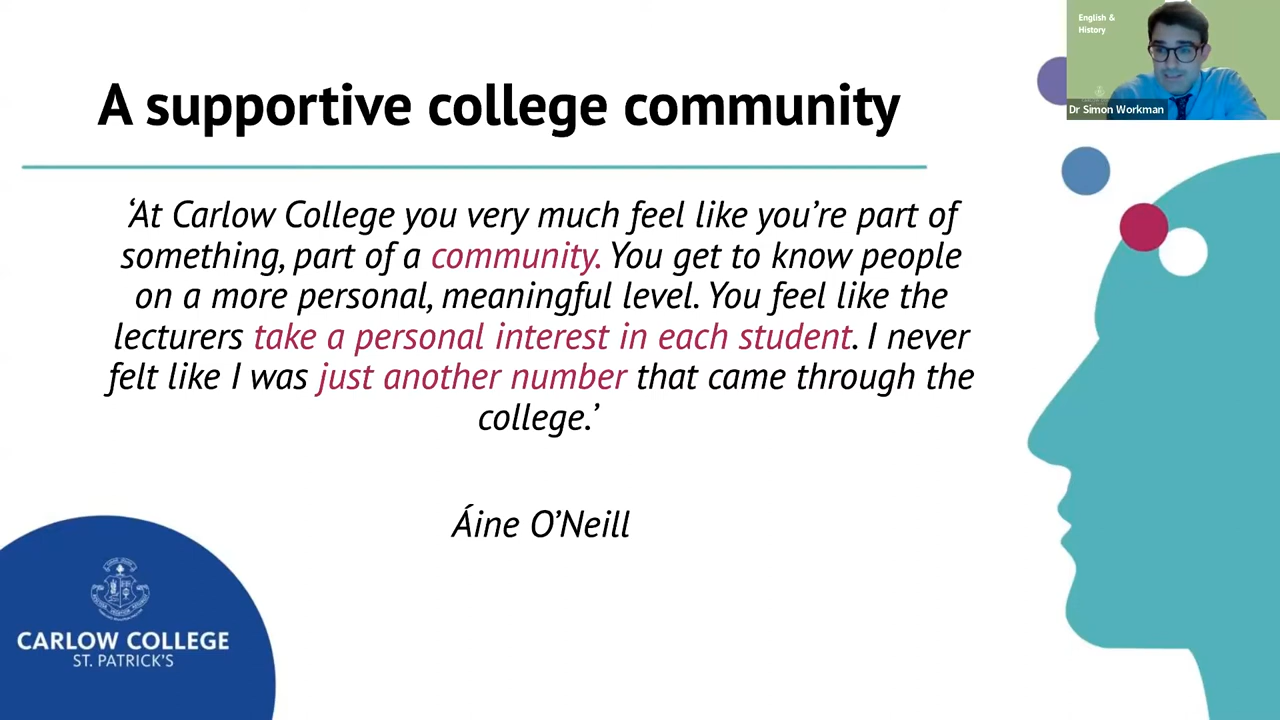 English &
History
Dr Simon Workman
A supportive college community
‘At Carlow College you very much feel like you’re part of
something, part of a community. You get to know people
on a more personal, meaningful level. You feel like the
lecturers take a personal interest in each student. I never
felt like I was just another number that came through the
college.’
Áine O’Neill
CARLOW COLLEGE
ST. PATRICK’S